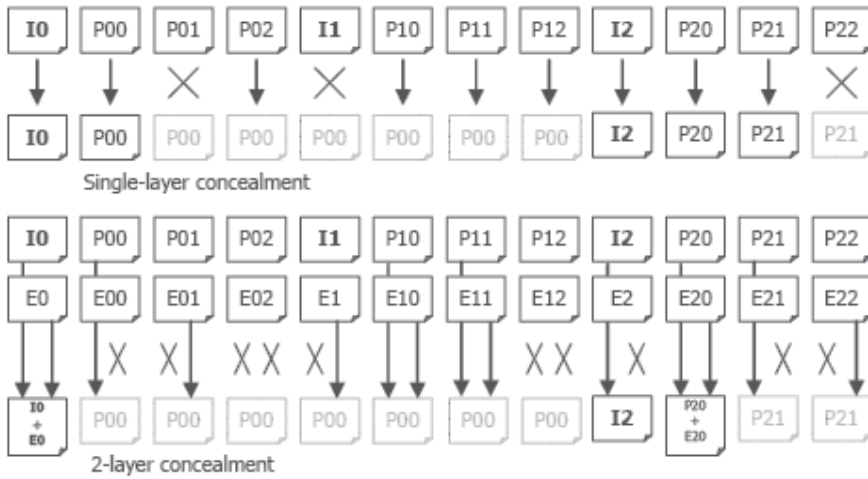 I0 P00 P01 P02 I1 P10 P11 P12 I2 P20 P21 P22
I0 P00 P00 P00 P00 P00 P00 P00 I2 P20 P21 P21
Single-layer concealment
I0 P00 P01 P02 I1 P10 P11 P12 I2 P20 P21 P22
E0 E00 E01 E02 E1 E10 E11 E12 E2 E20 E21 E22
I0 + E0 P00 P00 P00 P00 P00 P00 P00 I2 P20 + E20 P21 P21
2-layer concealment